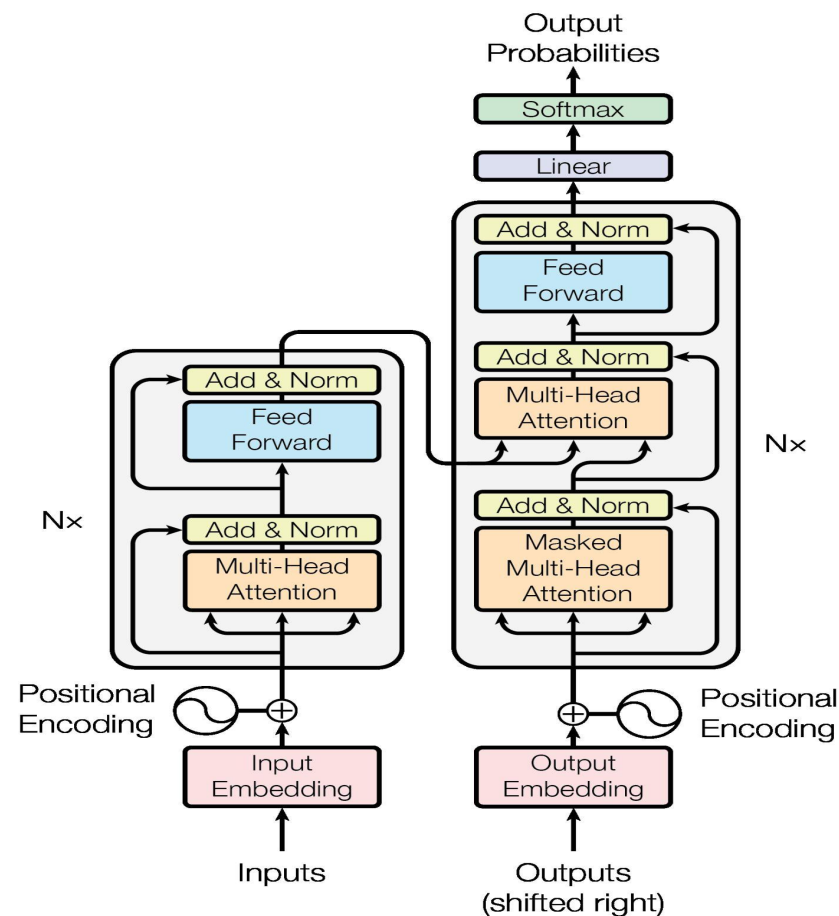 Output
Probabilities
Softmax
Linear
Add & Norm
Feed
Forward
Add & Norm
Multi-Head
Attention
Nx
Add & Norm
Masked
Multi-Head
Attention
Add & Norm
Feed
Forward
Nx
Add & Norm
Multi-Head
Attention
Positional
Encoding
Positional
Encoding
Input
Embedding
Output
Embedding
Inputs
Outputs
(shifted right)